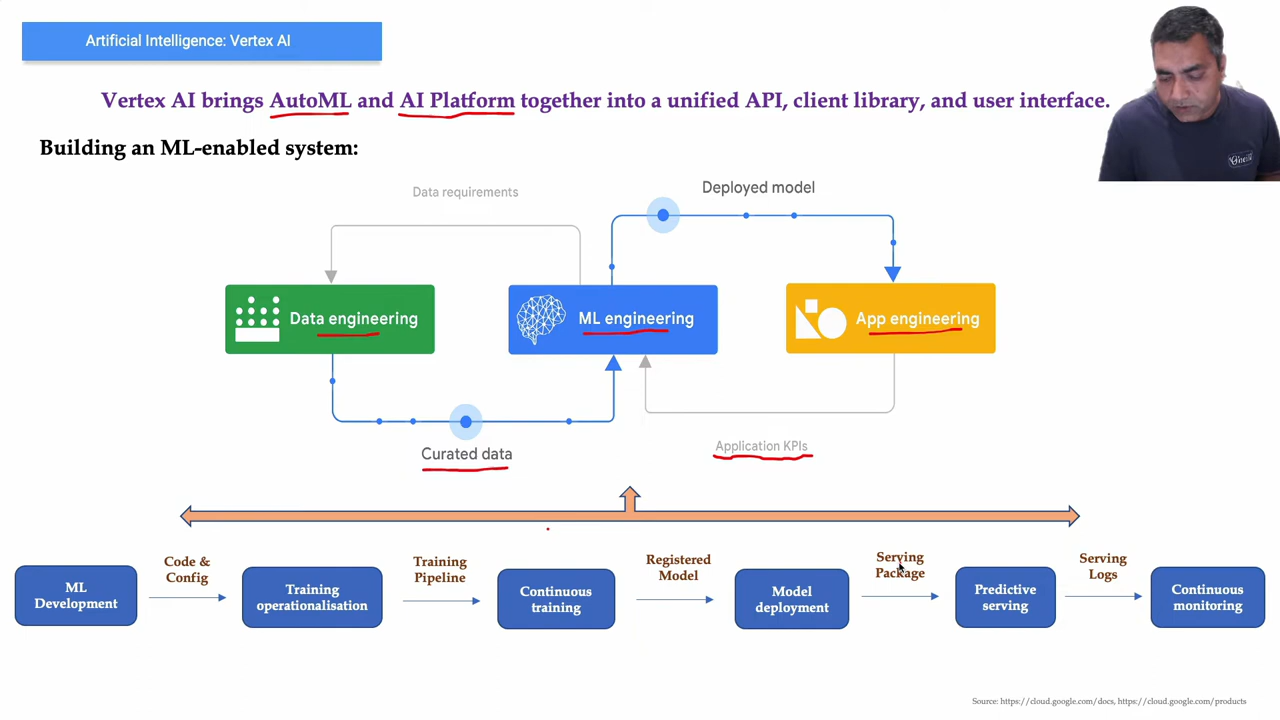 Artificial Intelligence: Vertex AI
Vertex AI brings AutoML and AI Platform together into a unified API, client library, and user interface.
Building an ML-enabled system:
Data requirements
Deployed model
Data engineering
ML engineering
App engineering
Curated data
Application KPIs
ML
Development
Code &
Config
Training
operationalisation
Training
Pipeline
Continuous
training
Registered
Model
Model
deployment
Serving
Package
Predictive
serving
Serving
Logs
Continuous
monitoring
Source: https://cloud.google.com/docs, https://cloud.google.com/products